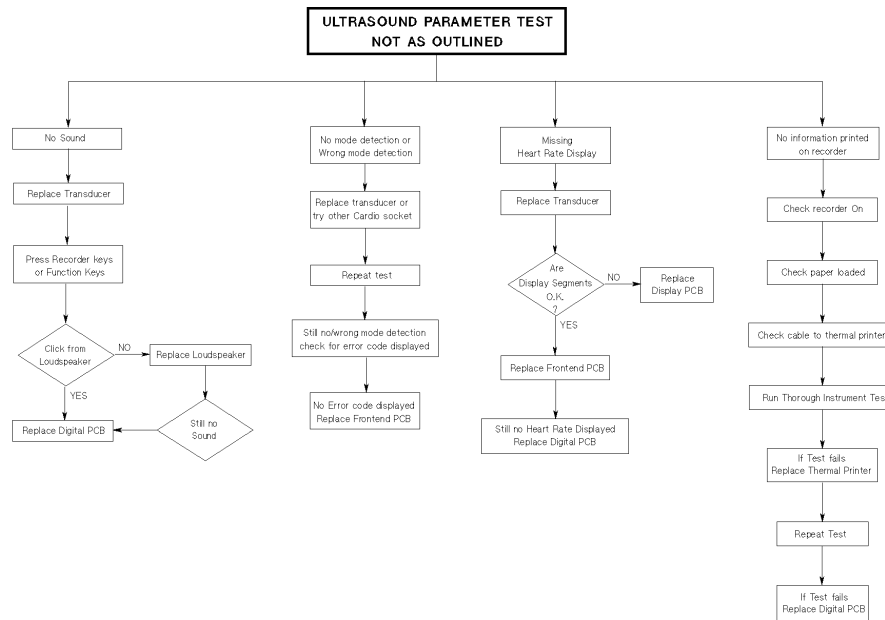 ULTRASOUND PARAMETER TEST
NOT AS OUTLINED
No Sound
Replace Transducer
Press Recorder keys
or Function Keys
Click from
Loudspeaker
NO
Replace Loudspeaker
YES
Replace Digital PCB
Still no
Sound
No mode detection or
Wrong mode detection
Replace transducer or
try other Cardio socket
Repeat test
Still no/wrong mode detection
check for error code displayed
No Error code displayed
Replace Frontend PCB
Missing
Heart Rate Display
Replace Transducer
Are
Display Segments
O.K.
?
NO
Replace
Display PCB
YES
Replace Frontend PCB
Still no Heart Rate Displayed
Replace Digital PCB
No information printed
on recorder
Check recorder On
Check paper loaded
Check cable to thermal printer
Run Thorough Instrument Test
If Test fails
Replace Thermal Printer
Repeat Test
If Test fails
Replace Digital PCB